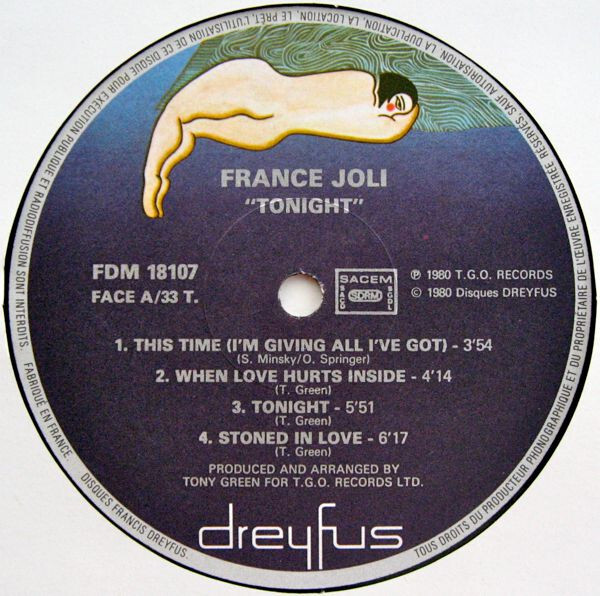 FRANCE JOLI
"TONIGHT"
FDM 18107
FACE A/33 T.
SACEM
SACD
SDRM
SGDL
℗ 1980 T.G.O. RECORDS
© 1980 Disques DREYFUS
1. THIS TIME (I'M GIVING ALL I'VE GOT) - 3'54
(S. Minsky/O. Springer)
2. WHEN LOVE HURTS INSIDE - 4'14
(T. Green)
3. TONIGHT - 5'51
(T. Green)
4. STONED IN LOVE - 6'17
(T. Green)
PRODUCED AND ARRANGED BY
TONY GREEN FOR T.G.O. RECORDS LTD.
dreyfus
TOUS DROITS DU PRODUCTEUR PHONOGRAPHIQUE ET DU PROPRIÉTAIRE DE L'ŒUVRE ENREGISTRÉE RÉSERVÉS. SAUF AUTORISATION, LA DUPLICATION, LA LOCATION, LE PRÊT, L'UTILISATION DE CE DISQUE POUR EXÉCUTION PUBLIQUE ET RADIODIFFUSION SONT INTERDITS. FABRIQUÉ EN FRANCE. DISQUES FRANCIS DREYFUS.